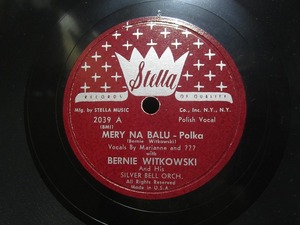 Stella
RECORDS OF QUALITY
Mfg. by STELLA MUSIC Co., Inc. N.Y., N.Y.
2039 A Polish Vocal
(BMI)
MERY NA BALU - Polka
(Bernie Witkowski)
Vocals By Marianne and ???
with
BERNIE WITKOWSKI
And His
SILVER BELL ORCH.
All Rights Reserved
Made in U.S.A.